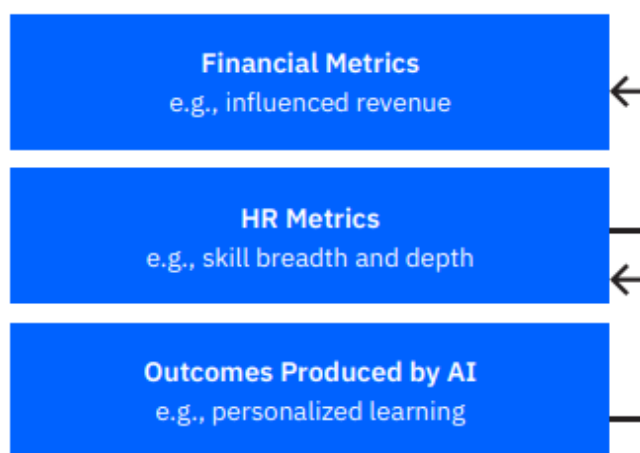 Financial Metrics
e.g., influenced revenue
HR Metrics
e.g., skill breadth and depth
Outcomes Produced by AI
e.g., personalized learning